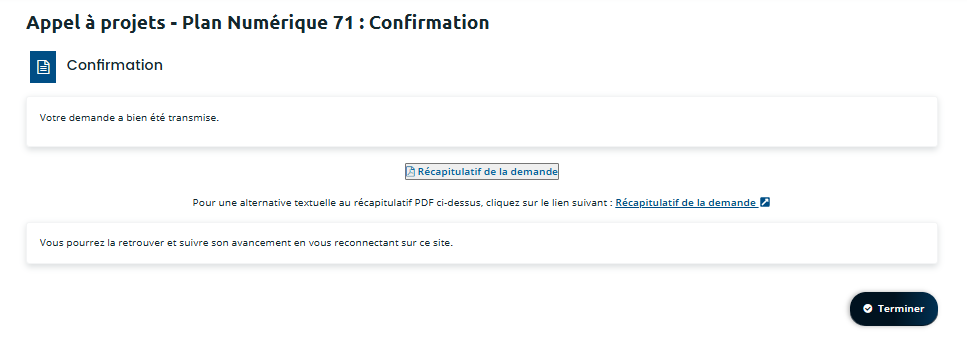 Appel à projets - Plan Numérique 71 : Confirmation
Confirmation
Votre demande a bien été transmise.
Récapitulatif de la demande
Pour une alternative textuelle au récapitulatif PDF ci-dessus, cliquez sur le lien suivant : Récapitulatif de la demande
Vous pourrez la retrouver et suivre son avancement en vous reconnectant sur ce site.
Terminer